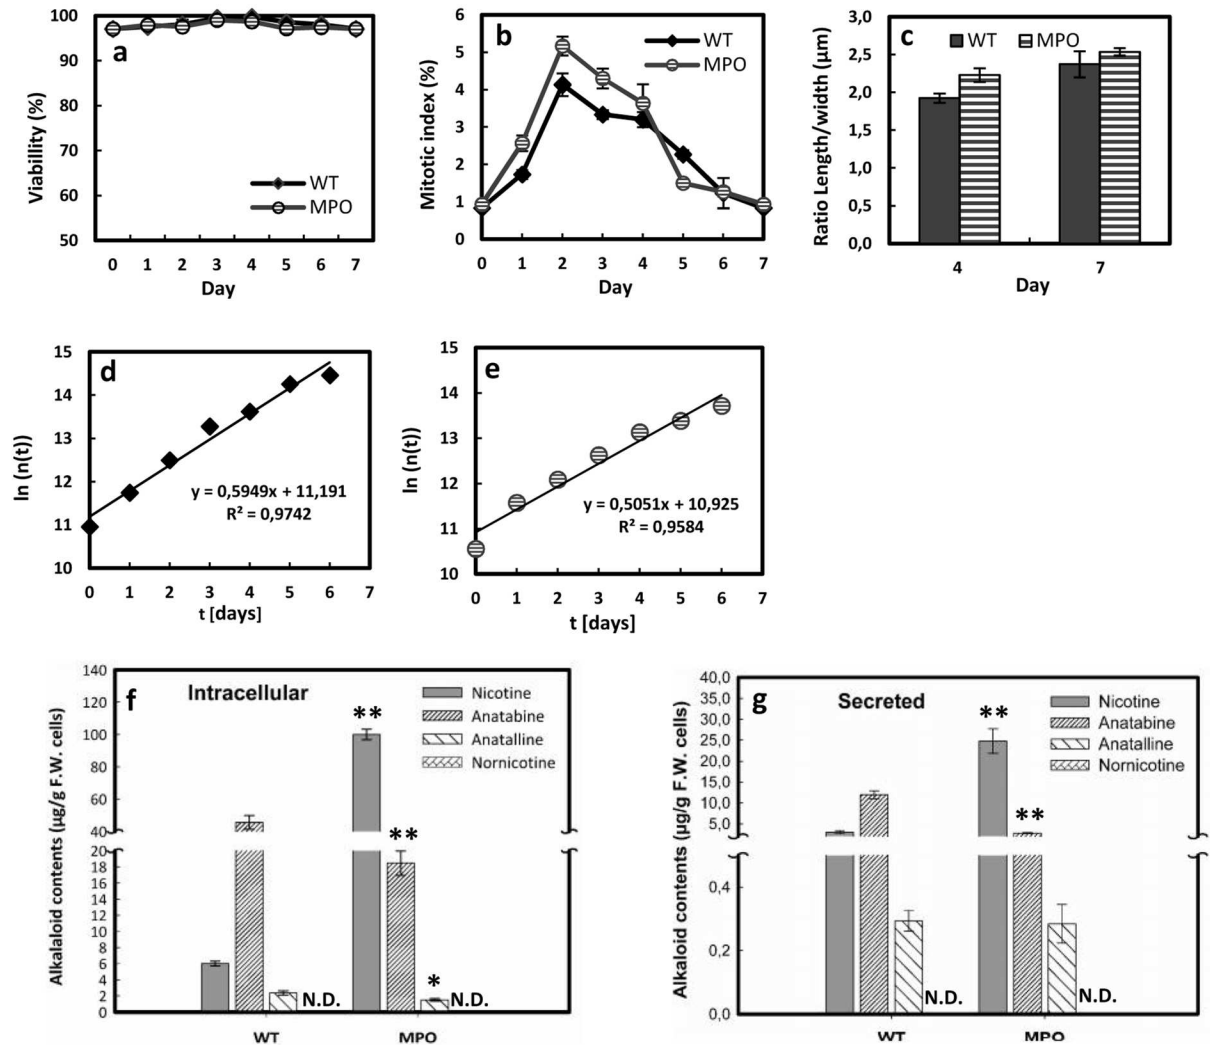 a
Viabillity (%)
100
90
80
70
60
50
WT
MPO
0 1 2 3 4 5 6 7
Day
b
Mitotic index (%)
6
5
4
3
2
1
0
WT
MPO
0 1 2 3 4 5 6 7
Day
c
Ratio Length/width (μm)
3,0
2,5
2,0
1,5
1,0
0,5
0,0
WT MPO
4 7
Day
d
ln (n(t))
15
14
13
12
11
10
y = 0,5949x + 11,191
R² = 0,9742
0 1 2 3 4 5 6 7
t [days]
e
ln (n(t))
15
14
13
12
11
10
y = 0,5051x + 10,925
R² = 0,9584
0 1 2 3 4 5 6 7
t [days]
f
Intracellular
Alkalaloid contents (μg/g F.W. cells)
140
120
100
80
60
40
20
18
16
14
12
10
8
6
4
2
0
Nicotine
Anatabine
Anatalline
Nornicotine
**
**
*
N.D.
N.D.
WT MPO
g
Secreted
Alkaloid contents (μg/g F.W. cells)
40,0
35,0
30,0
25,0
20,0
15,0
10,0
5,0
0,4
0,2
0,0
Nicotine
Anatabine
Anatalline
Nornicotine
**
**
N.D.
N.D.
WT MPO